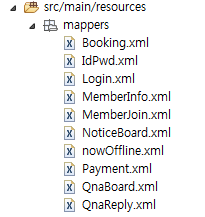 src/main/resources
mappers
Booking.xml
IdPwd.xml
Login.xml
MemberInfo.xml
MemberJoin.xml
NoticeBoard.xml
nowOffline.xml
Payment.xml
QnaBoard.xml
QnaReply.xml